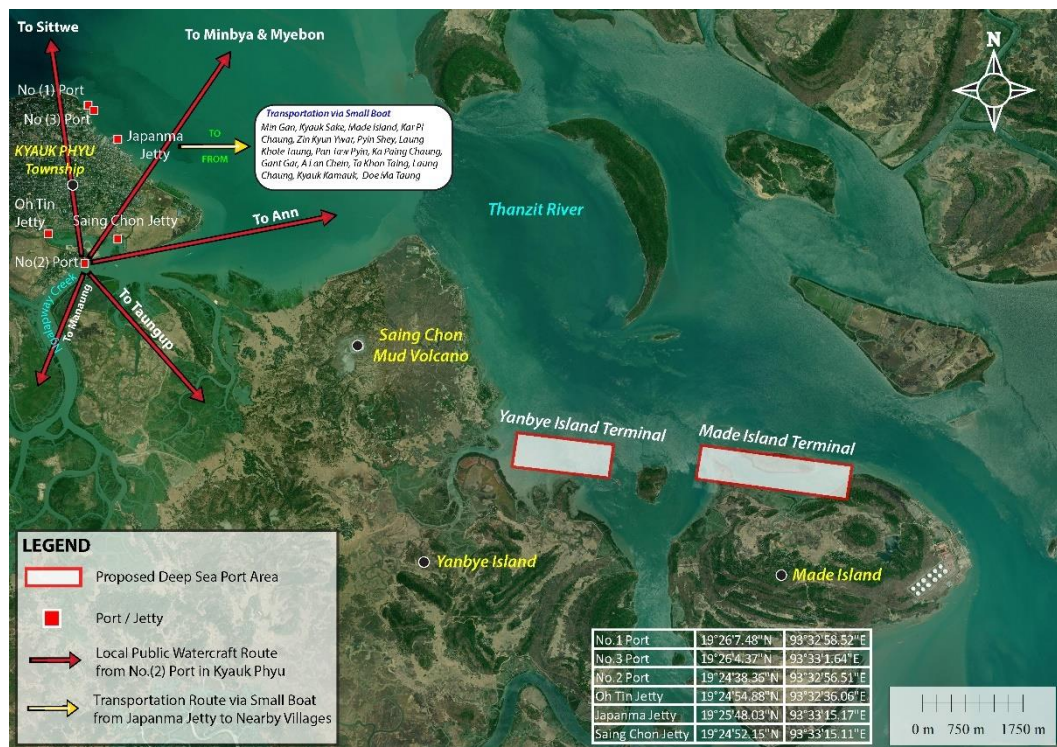 To Sittwe
To Minbya & Myebon
N
No (1) Port
No (3) Port
Japanma
Jetty
TO
FROM
Transportation via Small Boat
Min Gan, Kyauk Sake, Made Island, Kar Pi
Chaung, Zin Kyun Ywar, Pyin Shey, Laung
Khote Taung, Pan Taw Pyin, Ka Paing Chaung,
Gant Gar, A Lan Chein, Ta Khon Taing, Laung
Chaung, Kyauk Kamauk, Doe Ma Taung
KYAUK PHYU
Township
Oh Tin
Jetty
Saing Chon Jetty
To Ann
Thanzit River
No(2) Port
Ngalapway Creek
To Manaung
To Taungup
Saing Chon
Mud Volcano
Yanbye Island Terminal
Made Island Terminal
Yanbye Island
Made Island
LEGEND
Proposed Deep Sea Port Area
Port / Jetty
Local Public Watercraft Route
from No.(2) Port in Kyauk Phyu
Transportation Route via Small Boat
from Japanma Jetty to Nearby Villages
No.1 Port 19°26'7.48"N 93°32'58.52"E
No.3 Port 19°26'4.37"N 93°33'1.64"E
No.2 Port 19°24'38.36"N 93°32'56.51"E
Oh Tin Jetty 19°24'54.88"N 93°32'36.06"E
Japanma Jetty 19°25'48.03"N 93°33'15.17"E
Saing Chon Jetty 19°24'52.15"N 93°33'15.11"E
0 m 750 m 1750 m